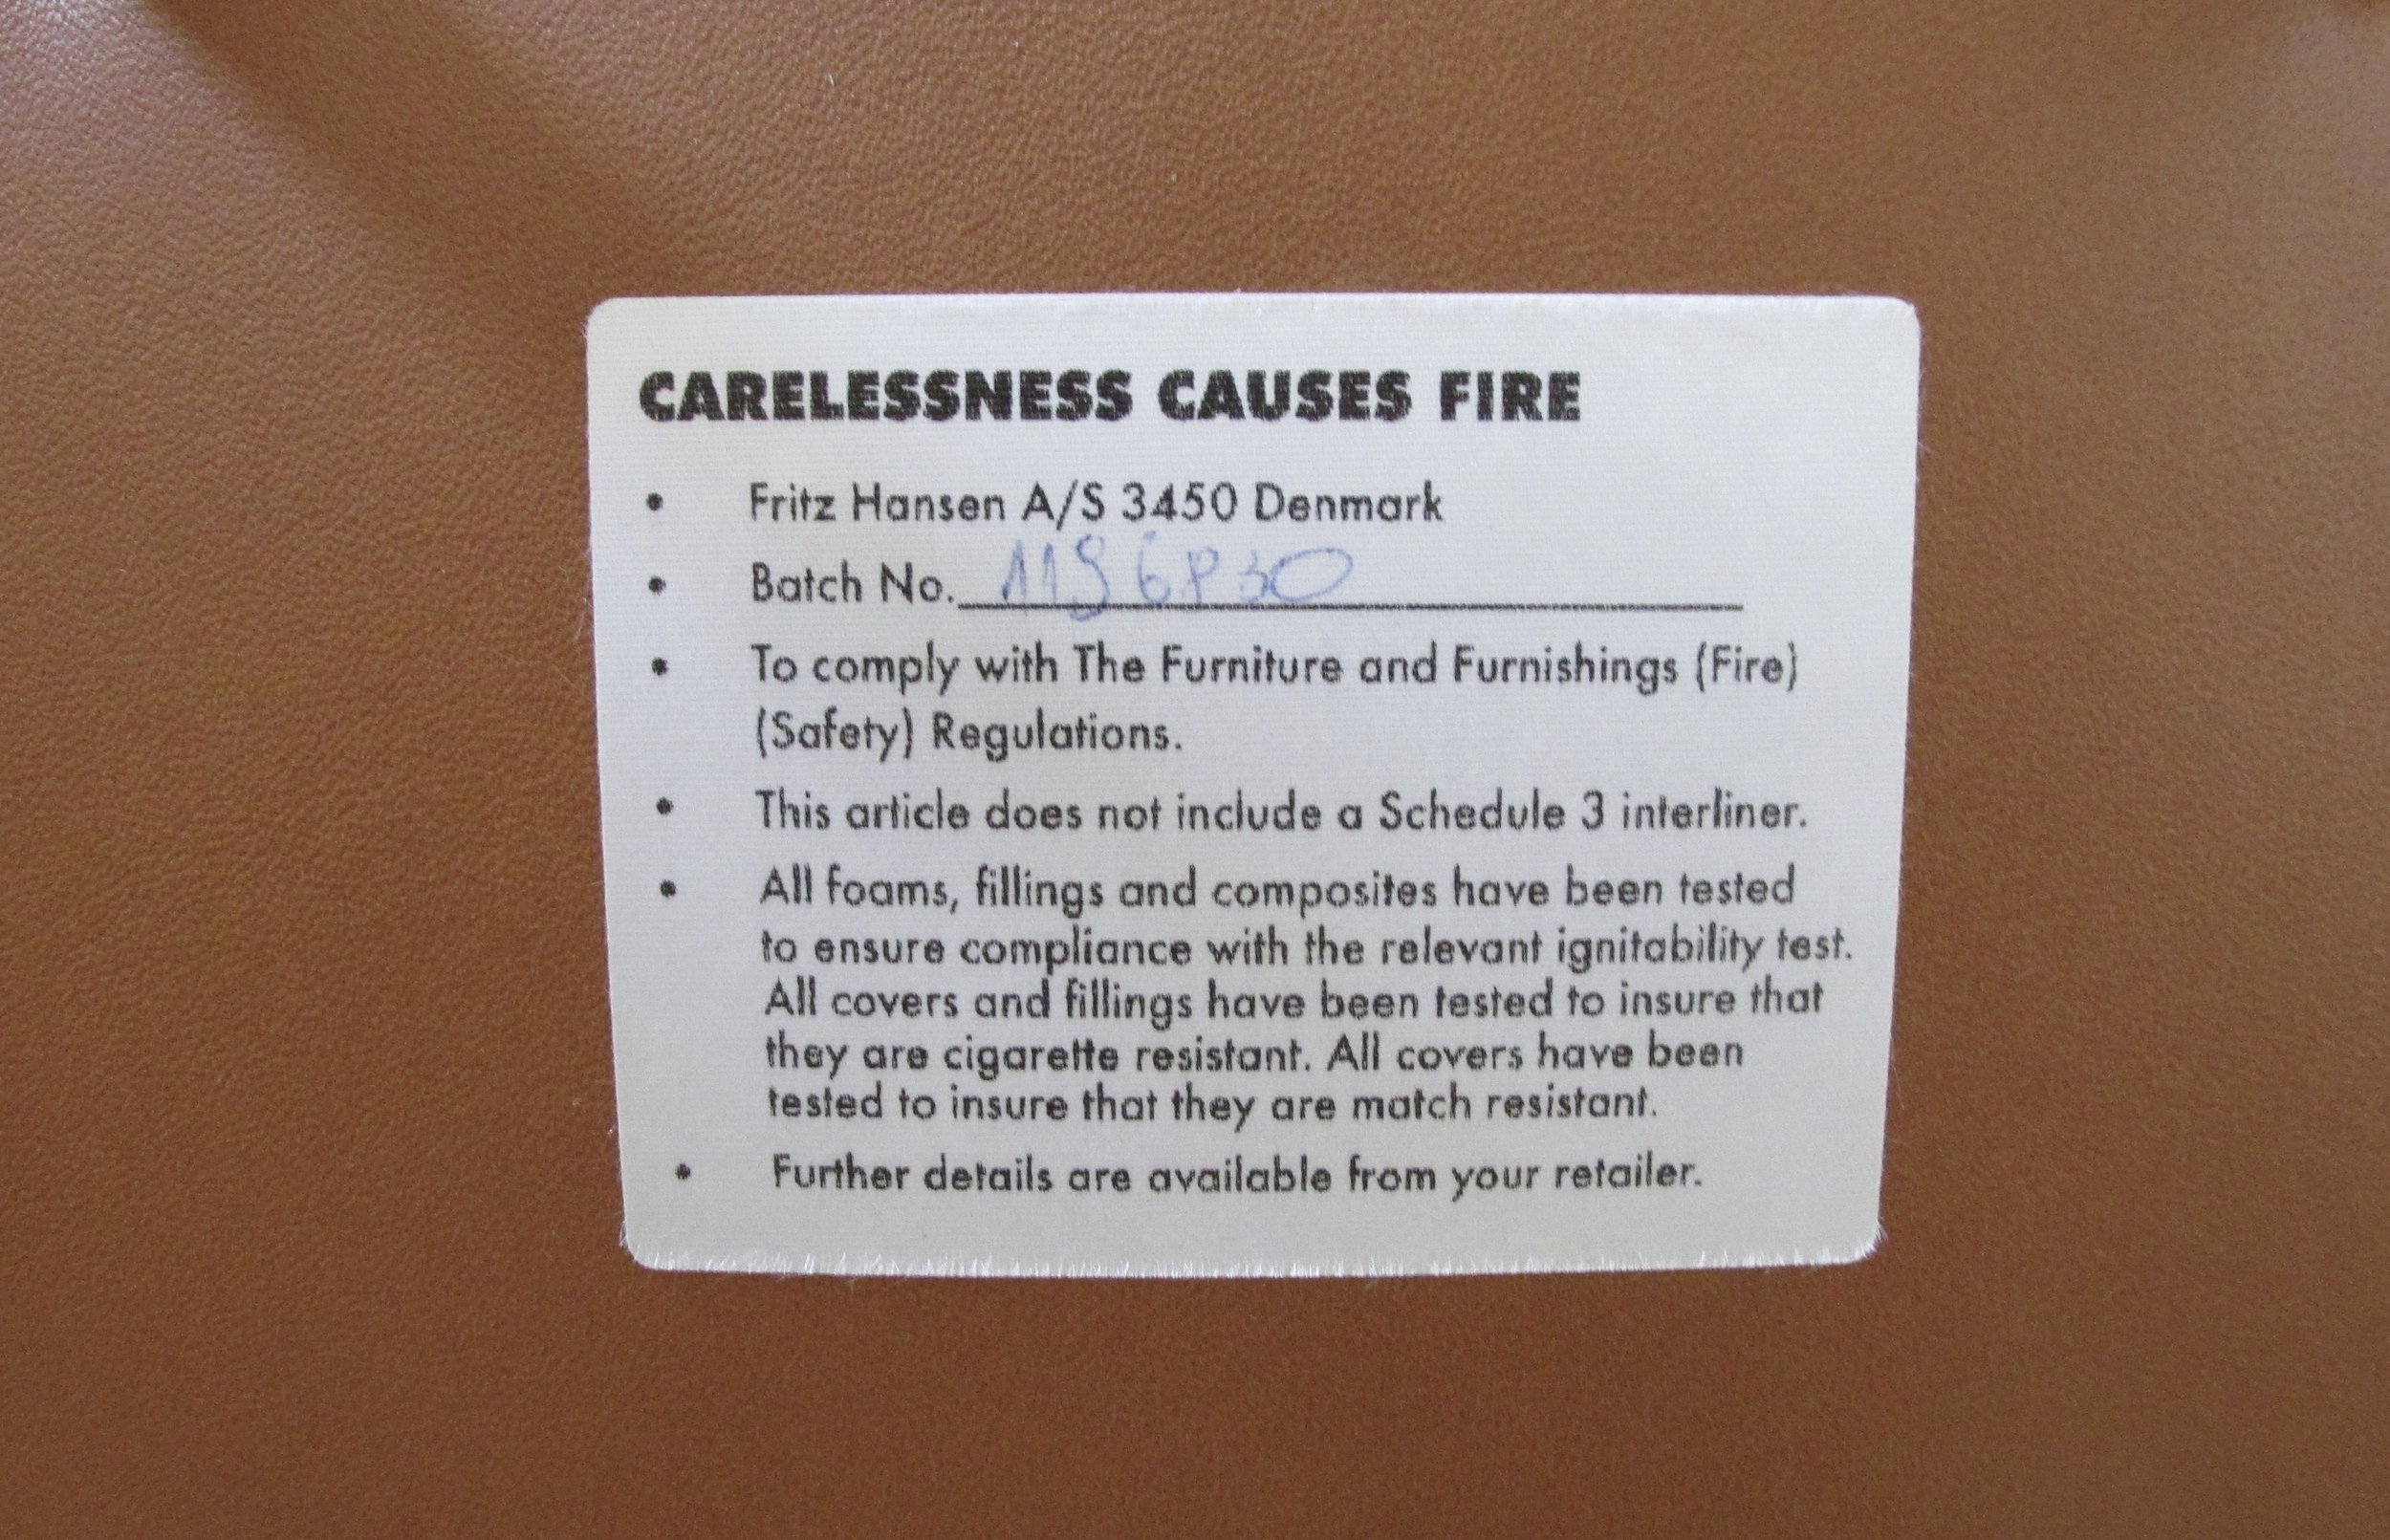 CARELESSNESS CAUSES FIRE
• Fritz Hansen A/S 3450 Denmark
• Batch No.
• To comply with The Furniture and Furnishings (Fire)
(Safety) Regulations.
• This article does not include a Schedule 3 interliner.
• All foams, fillings and composites have been tested
to ensure compliance with the relevant ignitability test.
All covers and fillings have been tested to insure that
they are cigarette resistant. All covers have been
tested to insure that they are match resistant.
• Further details are available from your retailer.